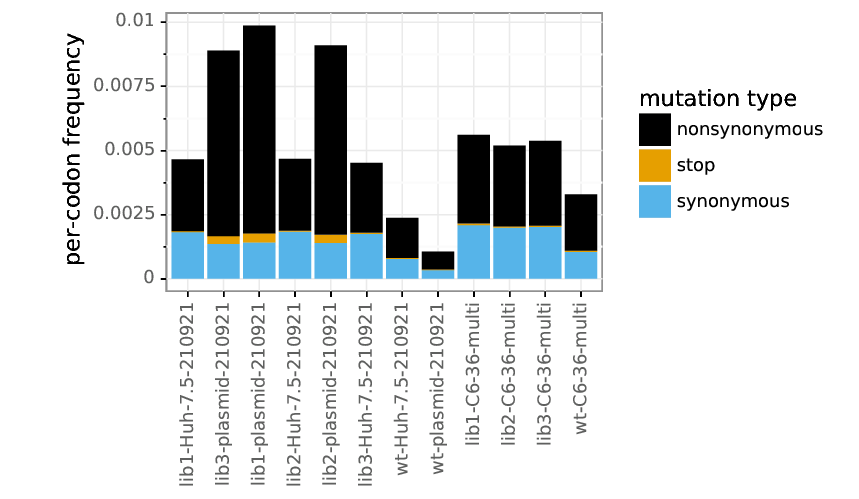 per-codon frequency
0.01
0.0075
0.005
0.0025
0
lib1-Huh-7.5-210921
lib3-plasmid-210921
lib1-plasmid-210921
lib2-Huh-7.5-210921
lib2-plasmid-210921
lib3-Huh-7.5-210921
wt-Huh-7.5-210921
wt-plasmid-210921
lib1-C6-36-multi
lib2-C6-36-multi
lib3-C6-36-multi
wt-C6-36-multi
mutation type
nonsynonymous
stop
synonymous